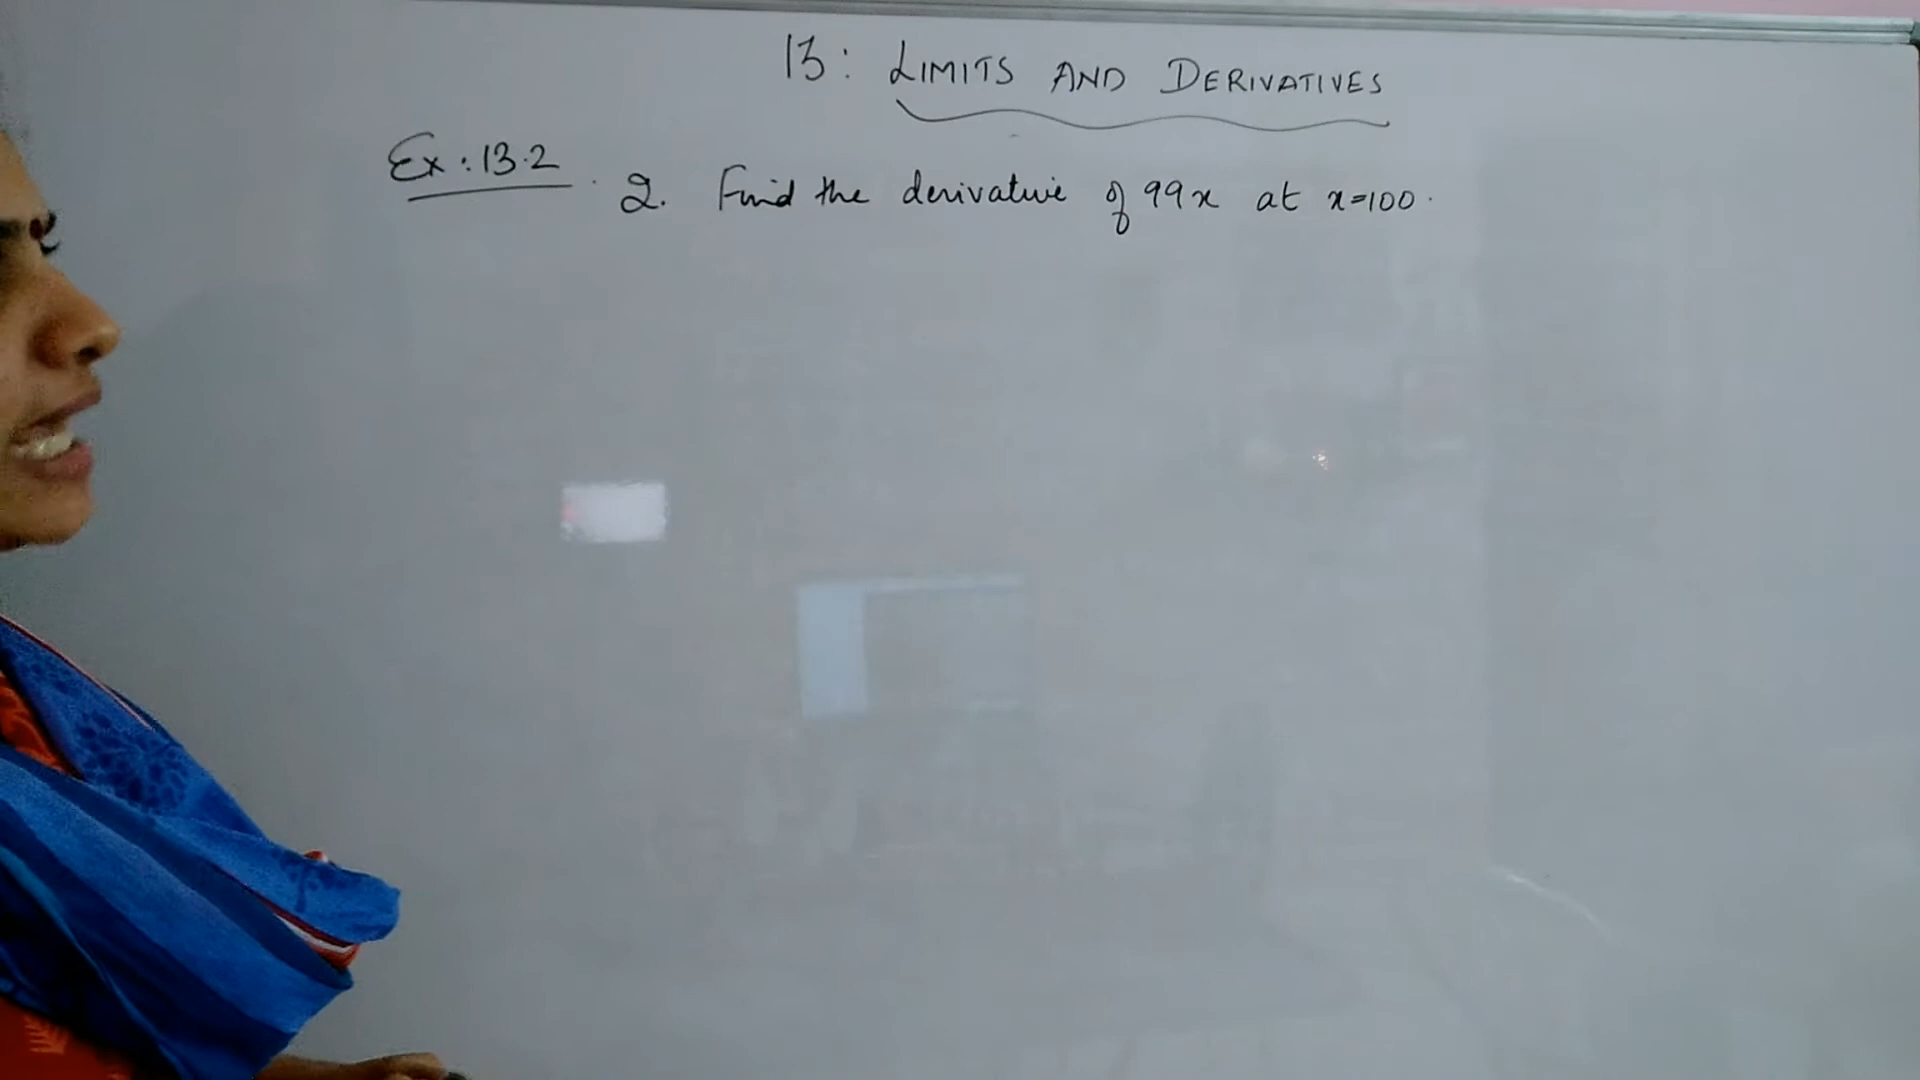 13: LIMITS AND DERIVATIVES
Ex: 13.2
2. Find the derivative of 99x at x=100.